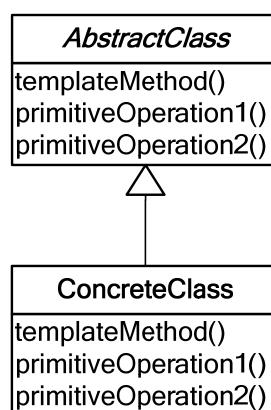 AbstractClass
templateMethod()
primitiveOperation1()
primitiveOperation2()
ConcreteClass
templateMethod()
primitiveOperation1()
primitiveOperation2()